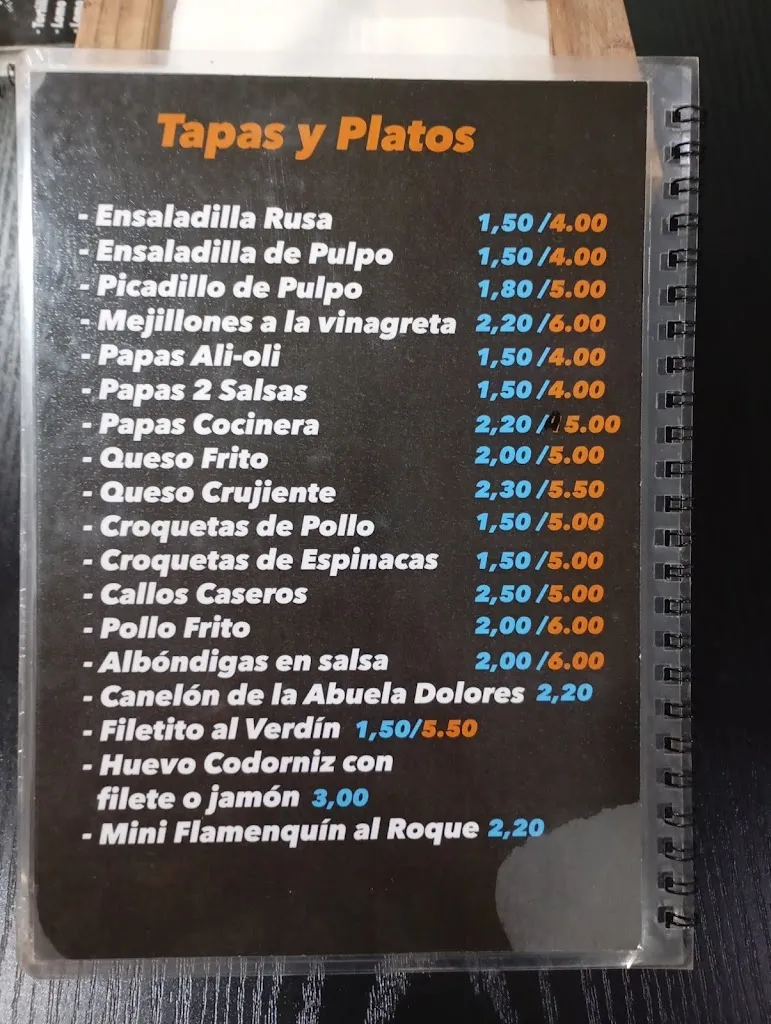 Tapas y Platos
- Ensaladilla Rusa 1,50/4.00
- Ensaladilla de Pulpo 1,50/4.00
- Picadillo de Pulpo 1,80/5.00
- Mejillones a la vinagreta 2,20/6.00
- Papas Ali-oli 1,50/4.00
- Papas 2 Salsas 1,50/4.00
- Papas Cocinera 2,20/5.00
- Queso Frito 2,00/5.00
- Queso Crujiente 2,30/5.50
- Croquetas de Pollo 1,50/5.00
- Croquetas de Espinacas 1,50/5.00
- Callos Caseros 2,50/5.00
- Pollo Frito 2,00/6.00
- Albóndigas en salsa 2,00/6.00
- Canelón de la Abuela Dolores 2,20
- Filetito al Verdín 1,50/5.50
- Huevo Codorniz con
filete o jamón 3,00
- Mini Flamenquín al Roque 2,20